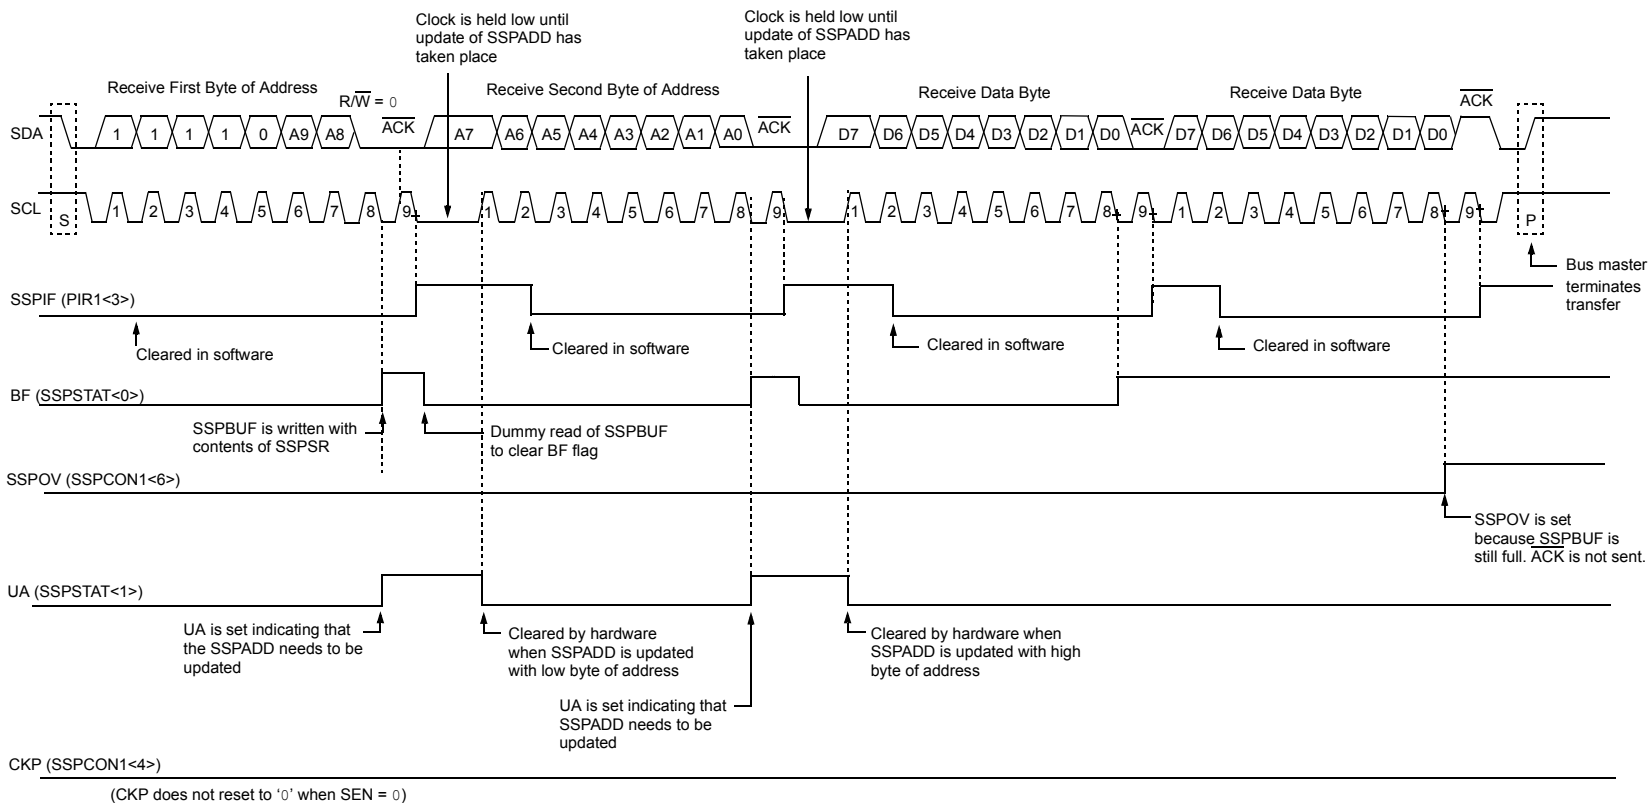 Clock is held low until
update of SSPADD has
taken place
Clock is held low until
update of SSPADD has
taken place
Receive First Byte of Address
R/W = 0
Receive Second Byte of Address
Receive Data Byte
Receive Data Byte
ACK
SDA
1 1 1 1 0 A9 A8
ACK
A7 A6 A5 A4 A3 A2 A1 A0
ACK
D7 D6 D5 D4 D3 D2 D1 D0
ACK
D7 D6 D5 D4 D3 D2 D1 D0
SCL
S
1 2 3 4 5 6 7 8 9
1 2 3 4 5 6 7 8 9
1 2 3 4 5 6 7 8 9
1 2 3 4 5 6 7 8 9
P
Bus master
terminates
transfer
SSPIF (PIR1<3>)
Cleared in software
Cleared in software
Cleared in software
Cleared in software
BF (SSPSTAT<0>)
SSPBUF is written with
contents of SSPSR
Dummy read of SSPBUF
to clear BF flag
SSPOV (SSPCON1<6>)
SSPOV is set
because SSPBUF is
still full. ACK is not sent.
UA (SSPSTAT<1>)
UA is set indicating that
the SSPADD needs to be
updated
Cleared by hardware
when SSPADD is updated
with low byte of address
Cleared by hardware when
SSPADD is updated with high
byte of address
UA is set indicating that
SSPADD needs to be
updated
CKP (SSPCON1<4>)
(CKP does not reset to ‘0’ when SEN = 0)